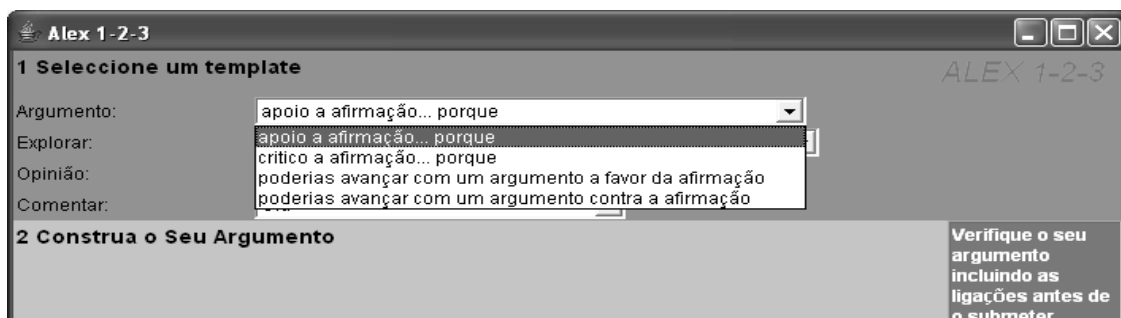 Alex 1-2-3
1 Seleccione um template
ALEX 1-2-3
Argumento:
apoio a afirmação... porque
Explorar:
apoio a afirmação... porque
critico a afirmação... porque
Opinião:
poderias avançar com um argumento a favor da afirmação
Comentar:
poderias avançar com um argumento contra a afirmação
2 Construa o Seu Argumento
Verifique o seu
argumento
incluindo as
ligações antes de
o submeter